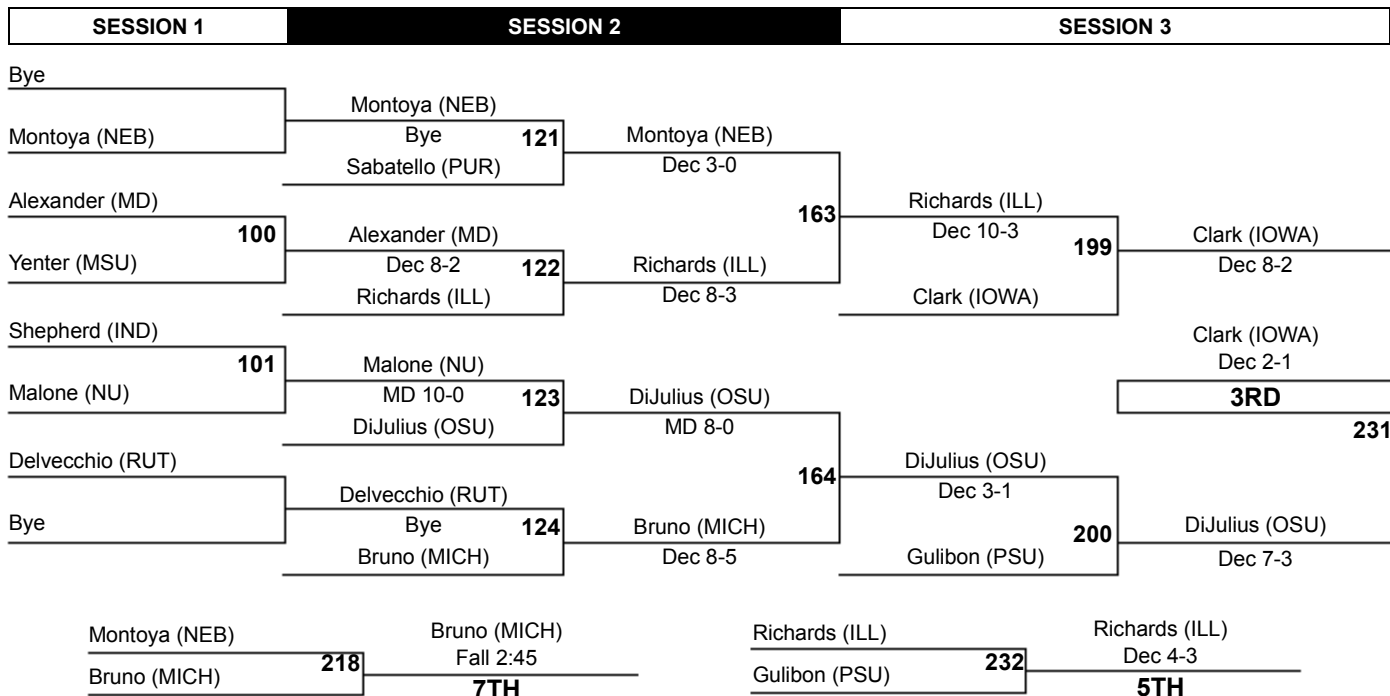 SESSION 1
SESSION 2
SESSION 3
Bye
Montoya (NEB)
Montoya (NEB)
Bye
121
Sabatello (PUR)
Montoya (NEB)
Dec 3-0
Alexander (MD)
100
Yenter (MSU)
Alexander (MD)
Dec 8-2
122
Richards (ILL)
Richards (ILL)
Dec 8-3
163
Richards (ILL)
Dec 10-3
199
Clark (IOWA)
Clark (IOWA)
Dec 8-2
Shepherd (IND)
101
Malone (NU)
Malone (NU)
MD 10-0
123
DiJulius (OSU)
DiJulius (OSU)
MD 8-0
Clark (IOWA)
Dec 2-1
3RD
231
Delvecchio (RUT)
Bye
Delvecchio (RUT)
Bye
124
Bruno (MICH)
Bruno (MICH)
Dec 8-5
164
DiJulius (OSU)
Dec 3-1
200
Gulibon (PSU)
DiJulius (OSU)
Dec 7-3
Montoya (NEB)
218
Bruno (MICH)
Bruno (MICH)
Fall 2:45
7TH
Richards (ILL)
232
Gulibon (PSU)
Richards (ILL)
Dec 4-3
5TH